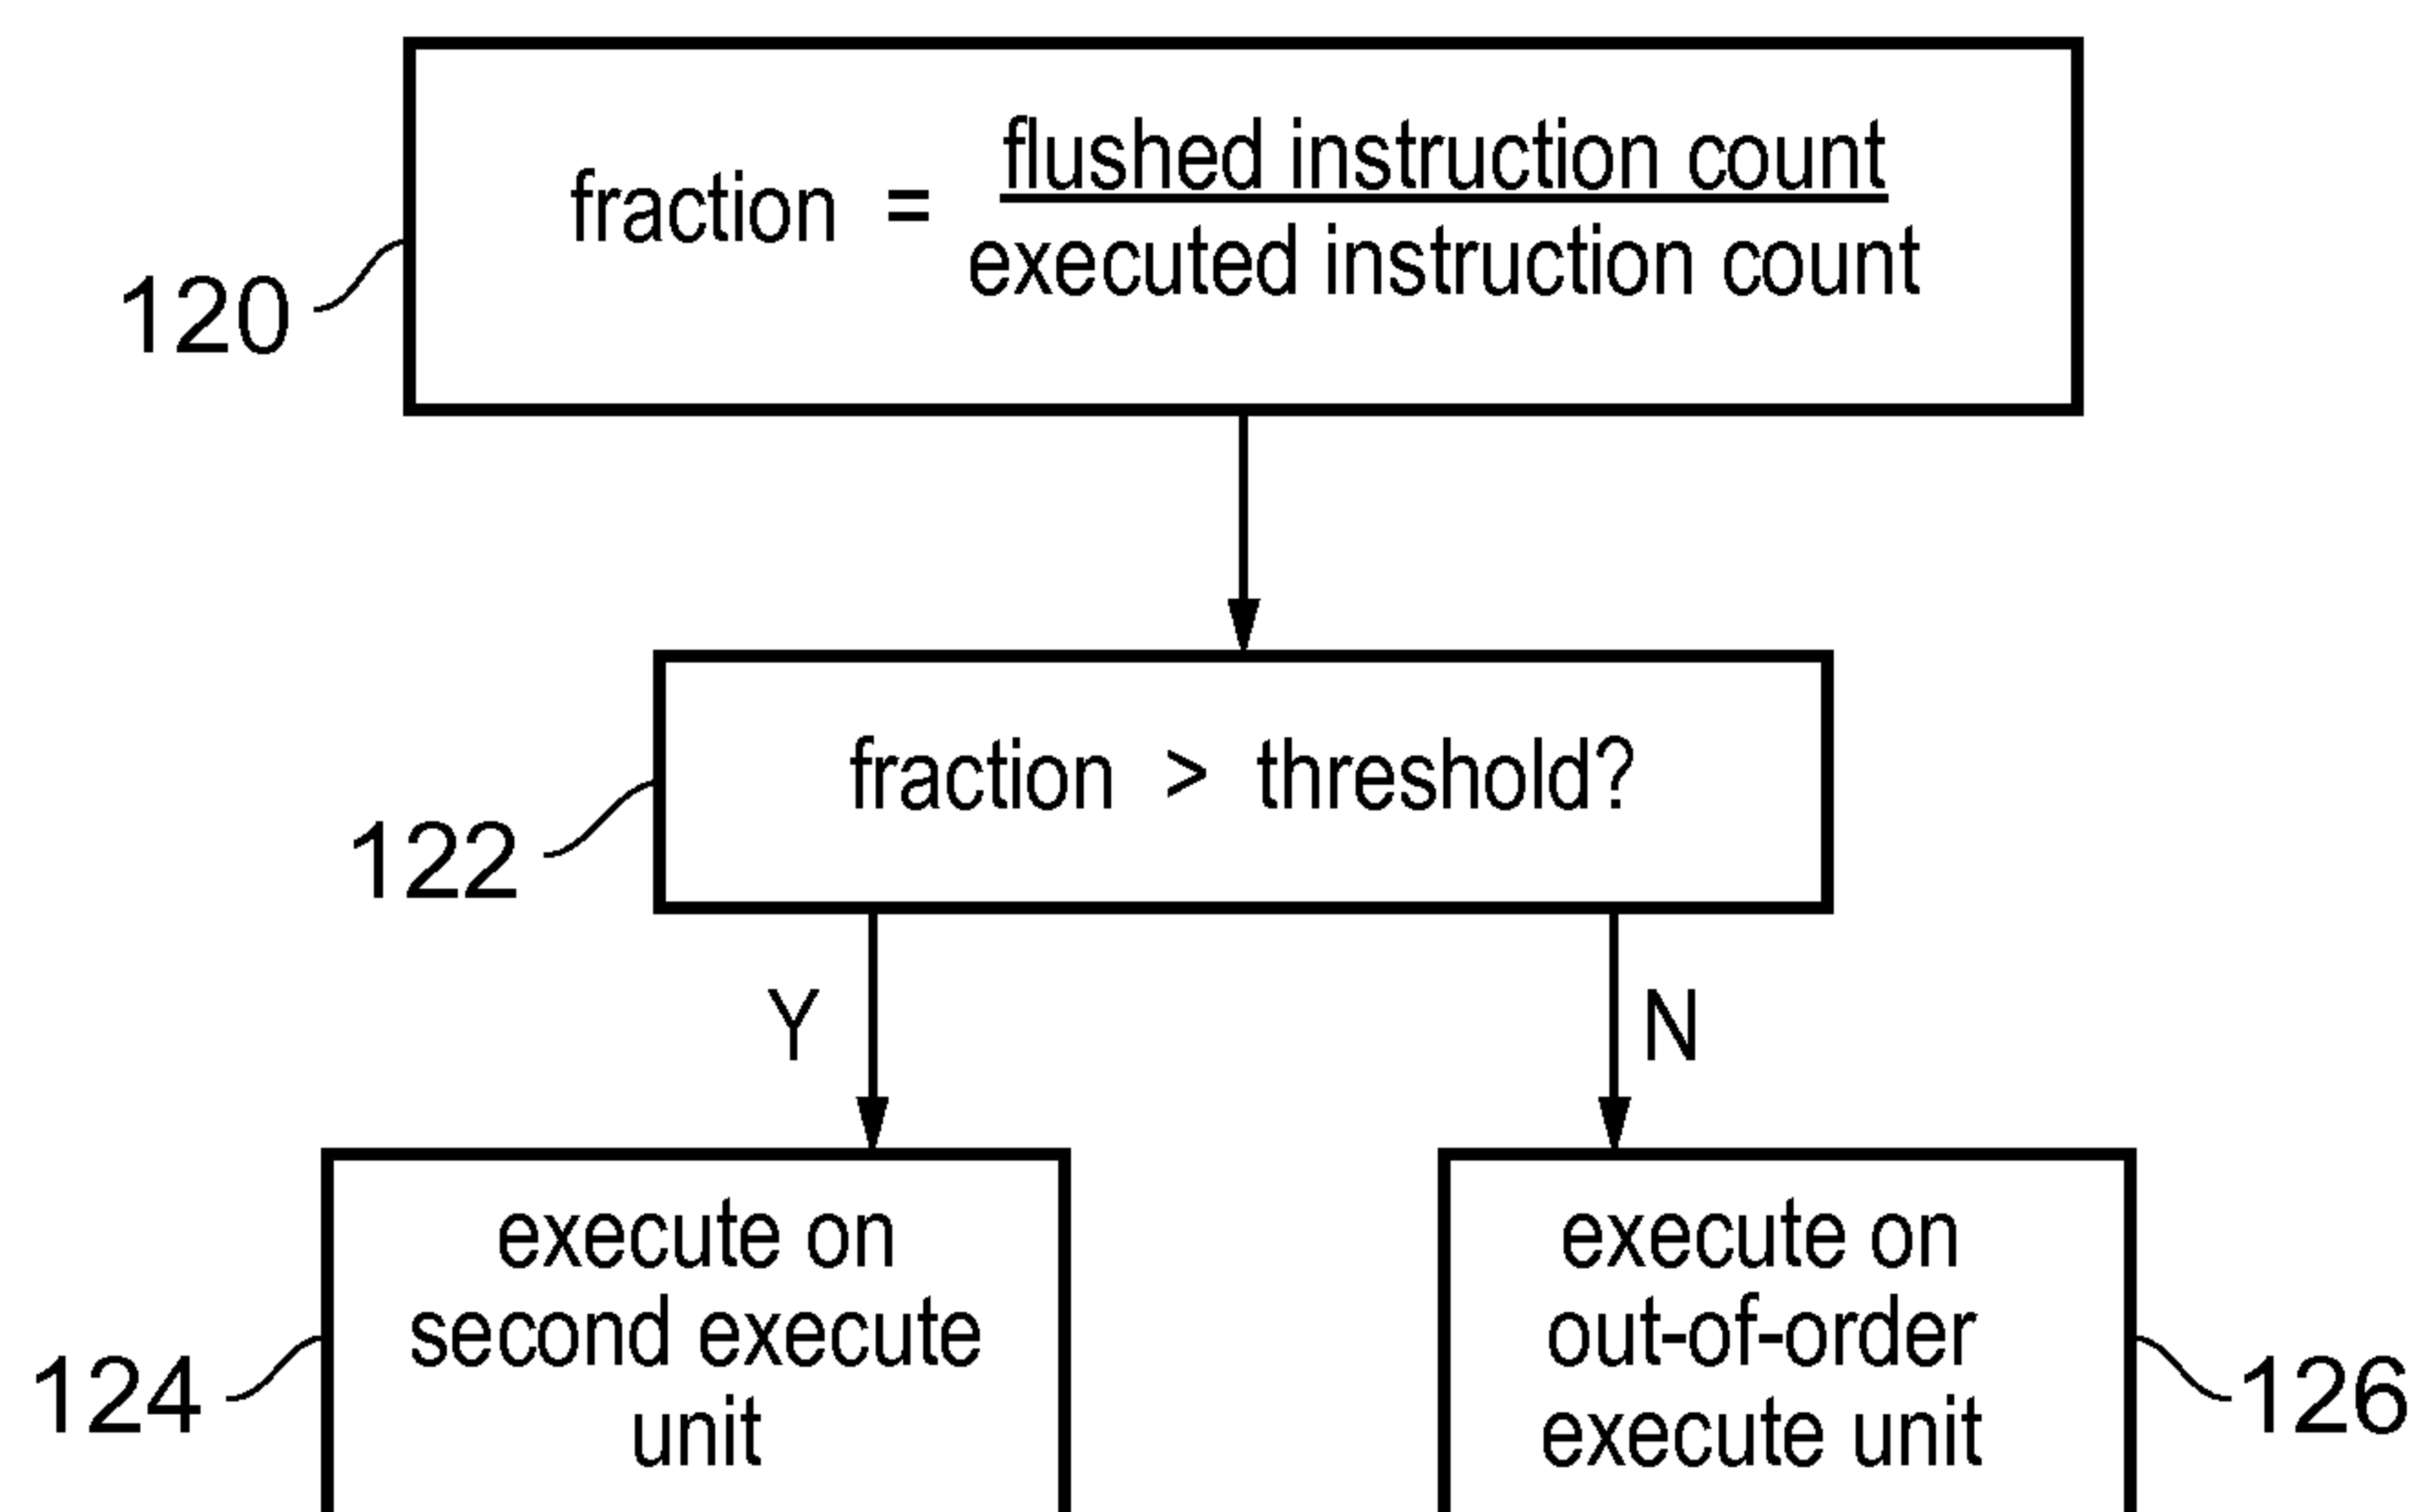 flushed instruction count
fraction =
executed instruction count
120
fraction > threshold?
122
Y
N
execute on
second execute
unit
124
execute on
out-of-order
execute unit
126